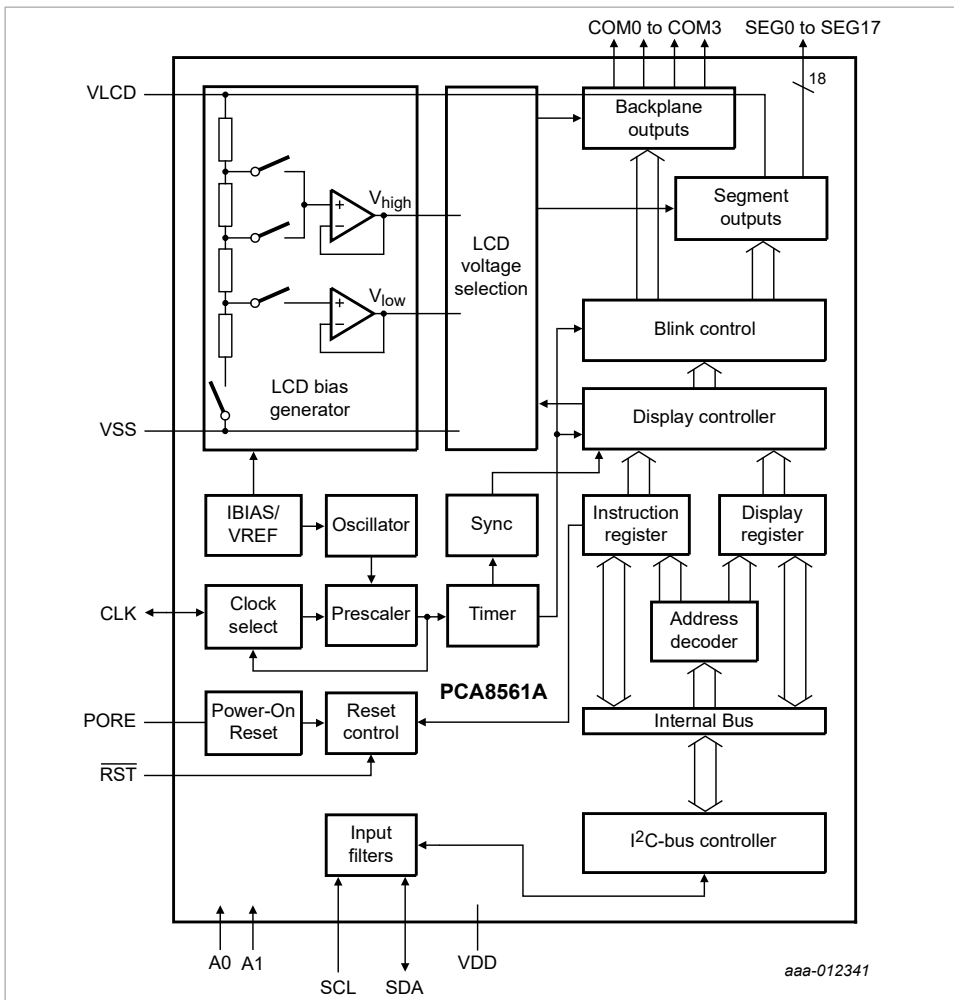 COM0 to COM3
SEG0 to SEG17
VLCD
18
Backplane
outputs
Vhigh
Segment
outputs
LCD
voltage
selection
Vlow
Blink control
LCD bias
generator
Display controller
VSS
IBIAS/
VREF
Oscillator
Sync
Instruction
register
Display
register
CLK
Clock
select
Prescaler
Timer
Address
decoder
PCA8561A
PORE
Power-On
Reset
Reset
control
Internal Bus
RST
Input
filters
I2C-bus controller
A0
A1
SCL
SDA
VDD
aaa-012341